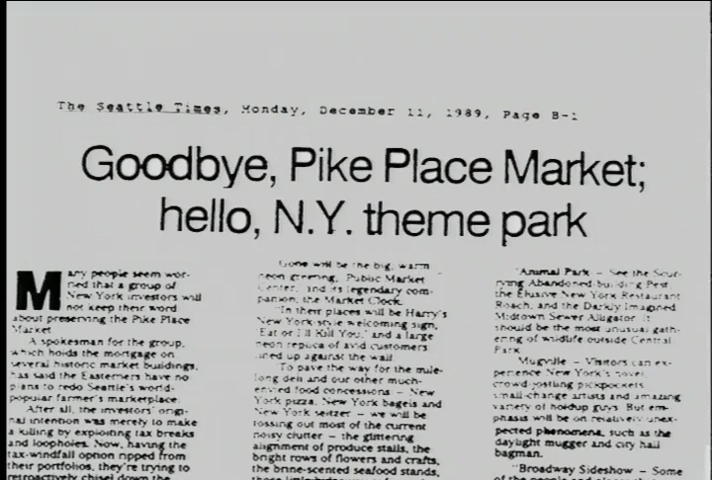 The Seattle Times, Monday, December 11, 1989, Page B-1
Goodbye, Pike Place Market;
hello, N.Y. theme park
Many people seem wor-
ried that a group of
New York investors will
not keep their word
about preserving the Pike Place
Market.
A spokesman for the group,
which holds the mortgage on
several historic market buildings,
has said the Easterners have no
plans to redo Seattle's world-
popular farmer's marketplace.
After all, the investors' origi-
nal intention was merely to make
a killing by exploiting tax breaks
and loopholes. Now, having the
tax-windfall option ripped from
their portfolios, they're trying to
retroactively chisel down the
Gone will be the big, warm
neon greeting, Public Market
Center, and its legendary com-
panion, the Market Clock.
"In their places will be Harry's
New York-style welcoming sign,
'Eat or I'll Kill You,' and a large
neon replica of avid customers
lined up against the wall.
"To pave the way for the mule-
long deli and our other much-
envied food concessions — New
York pizza, New York bagels and
New York seltzer — we will be
tossing out most of the current
noisy clutter — the glittering
alignment of produce stalls, the
bright rows of flowers and crafts,
the brine-scented seafood stands,
"Animal Park — See the Scur-
rying Abandoned-building Pest,
the Elusive New York Restaurant
Roach, and the Darkly Imagined
Midtown Sewer Alligator. It
should be the most unusual gath-
ering of wildlife outside Central
Park.
"Mugville — Visitors can ex-
perience New York's novel
crowd-jostling pickpockets,
small-change artists and amazing
variety of holdup guys. But em-
phasis will be on relatively unex-
pected phenomena, such as the
daylight mugger and city hall
bagman.
"Broadway Sideshow — Some